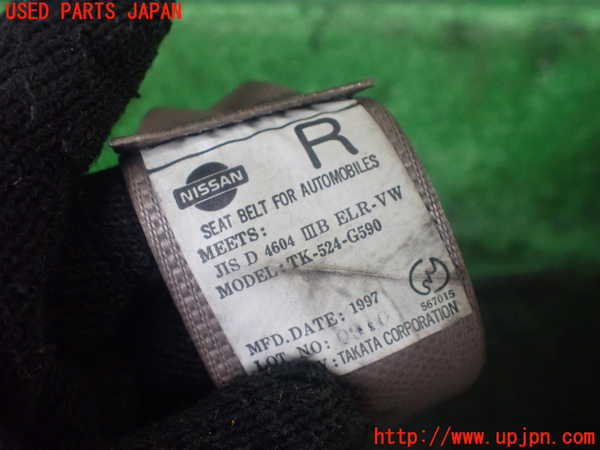 USED PARTS JAPAN
R
NISSAN
SEAT BELT FOR AUTOMOBILES
MEETS:
JIS D 4604 IIIB ELR-VW
MODEL: TK-524-G590
567015
MFD. DATE: 1997
LOT NO:
TAKATA CORPORATION
http://www.upjpn.com/